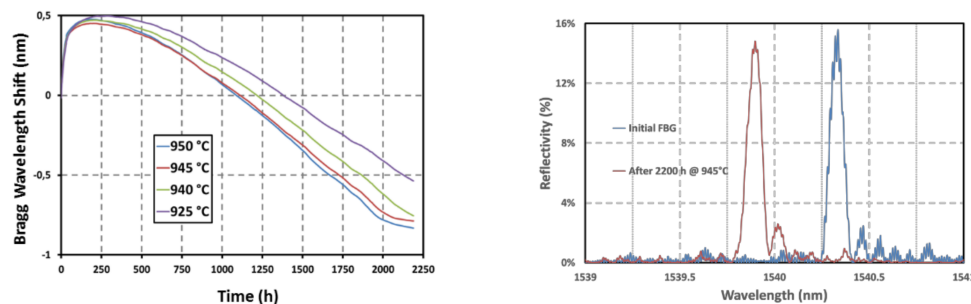 0,5
0
-0,5
-1
Bragg Wavelength Shift (nm)
950 °C
945 °C
940 °C
925 °C
0 250 500 750 1000 1250 1500 1750 2000 2250
Time (h)
16%
12%
8%
4%
0%
Reflectivity (%)
Initial FBG
After 2200 h @ 945°C
1539 1539.5 1540 1540.5
Wavelength (nm)